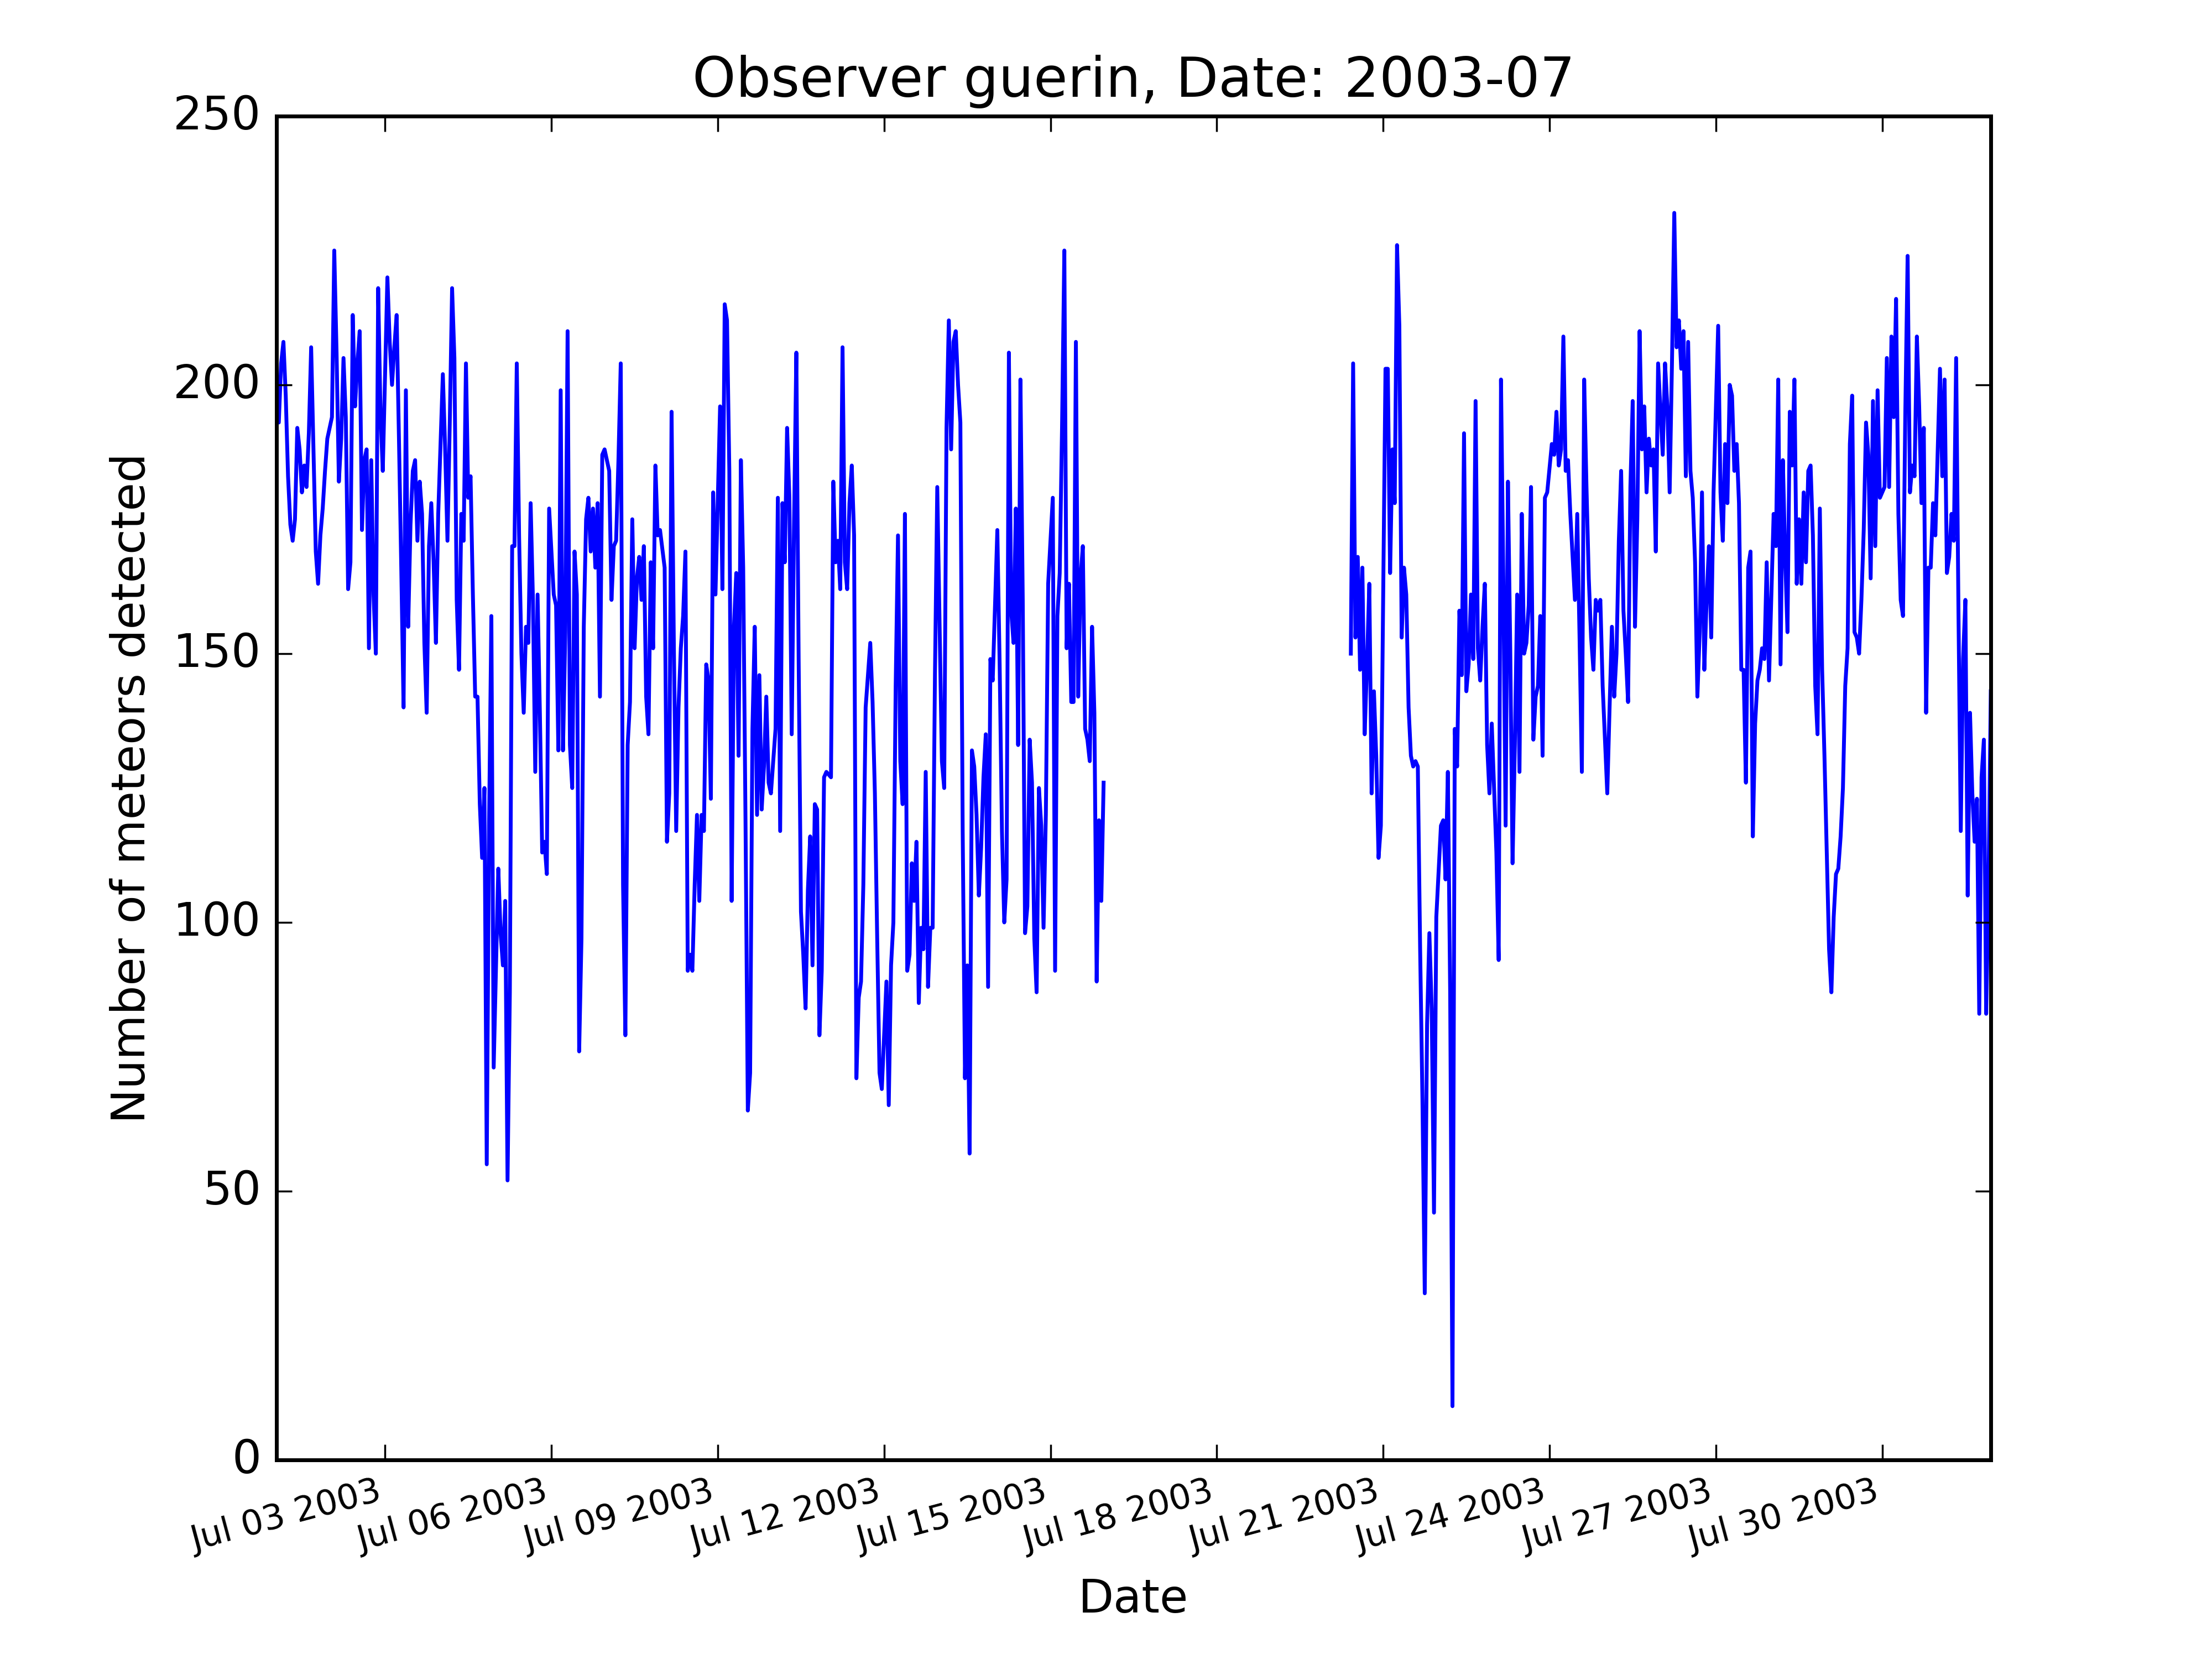 Observer guerin, Date: 2003-07
250
200
150
100
50
0
Number of meteors detected
Jul 03 2003
Jul 06 2003
Jul 09 2003
Jul 12 2003
Jul 15 2003
Jul 18 2003
Jul 21 2003
Jul 24 2003
Jul 27 2003
Jul 30 2003
Date